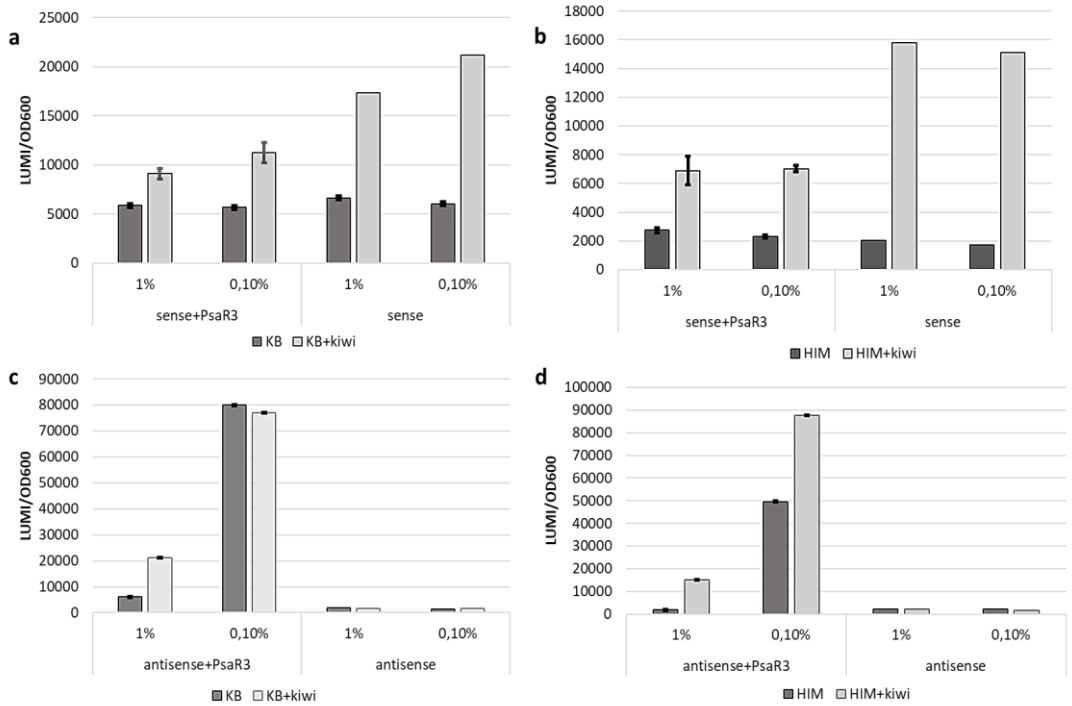 a
25000
20000
15000
10000
5000
0
LUMI/OD600
1% 0,10% 1% 0,10%
sense+PsaR3 sense
KB KB+kiwi
b
18000
16000
14000
12000
10000
8000
6000
4000
2000
0
LUMI/OD600
1% 0,10% 1% 0,10%
sense+PsaR3 sense
HIM HIM+kiwi
c
90000
80000
70000
60000
50000
40000
30000
20000
10000
0
LUMI/OD600
1% 0,10% 1% 0,10%
antisense+PsaR3 antisense
KB KB+kiwi
d
100000
90000
80000
70000
60000
50000
40000
30000
20000
10000
0
LUMI/OD600
1% 0,10% 1% 0,10%
antisense+PsaR3 antisense
HIM HIM+kiwi